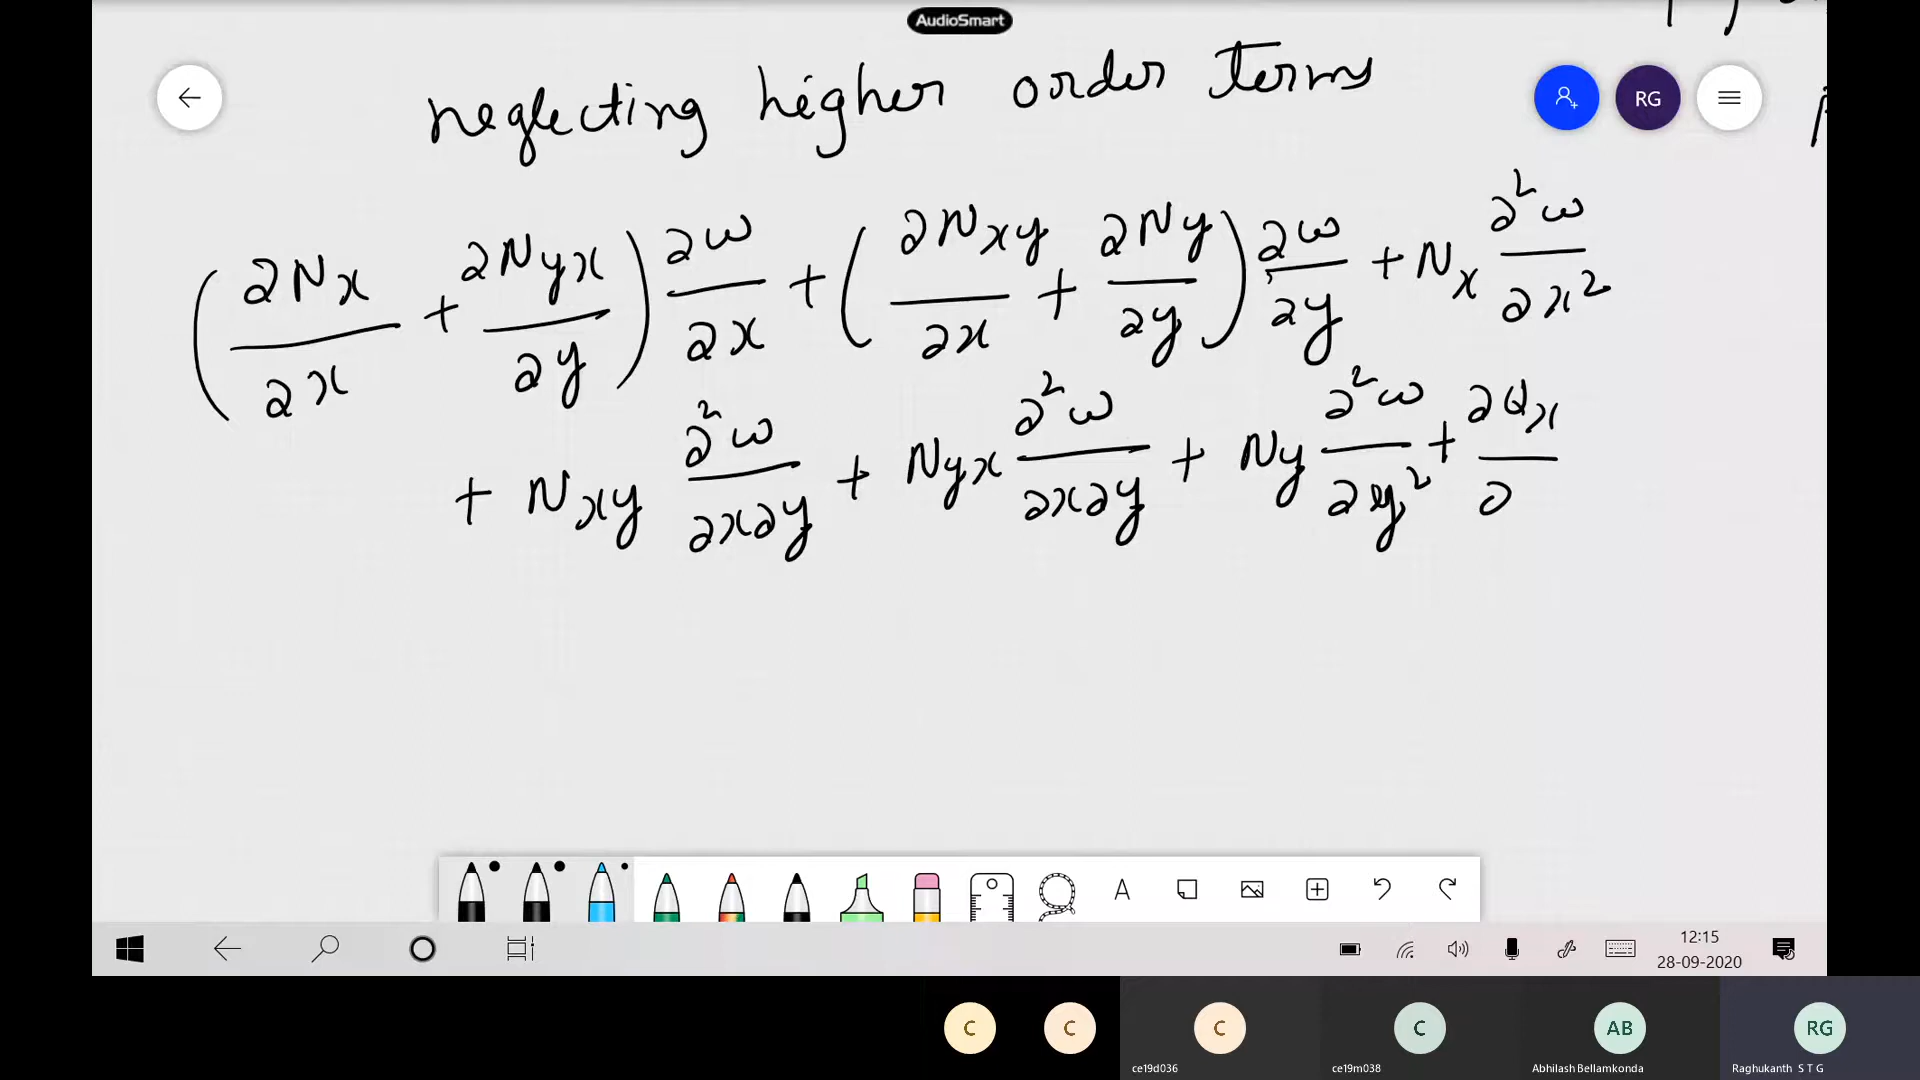 AudioSmart
neglecting higher order terms
RG
(∂Nx/∂x + ∂Nyx/∂y) ∂w/∂x + (∂Nxy/∂x + ∂Ny/∂y) ∂w/∂y + Nx ∂²w/∂x²
+ Nxy ∂²w/∂x∂y + Nyx ∂²w/∂x∂y + Ny ∂²w/∂y² + ∂Qx/∂
A
12:15
28-09-2020
C
C
C
C
AB
RG
ce19d036
ce19m038
Abhilash Bellamkonda
Raghukanth S T G